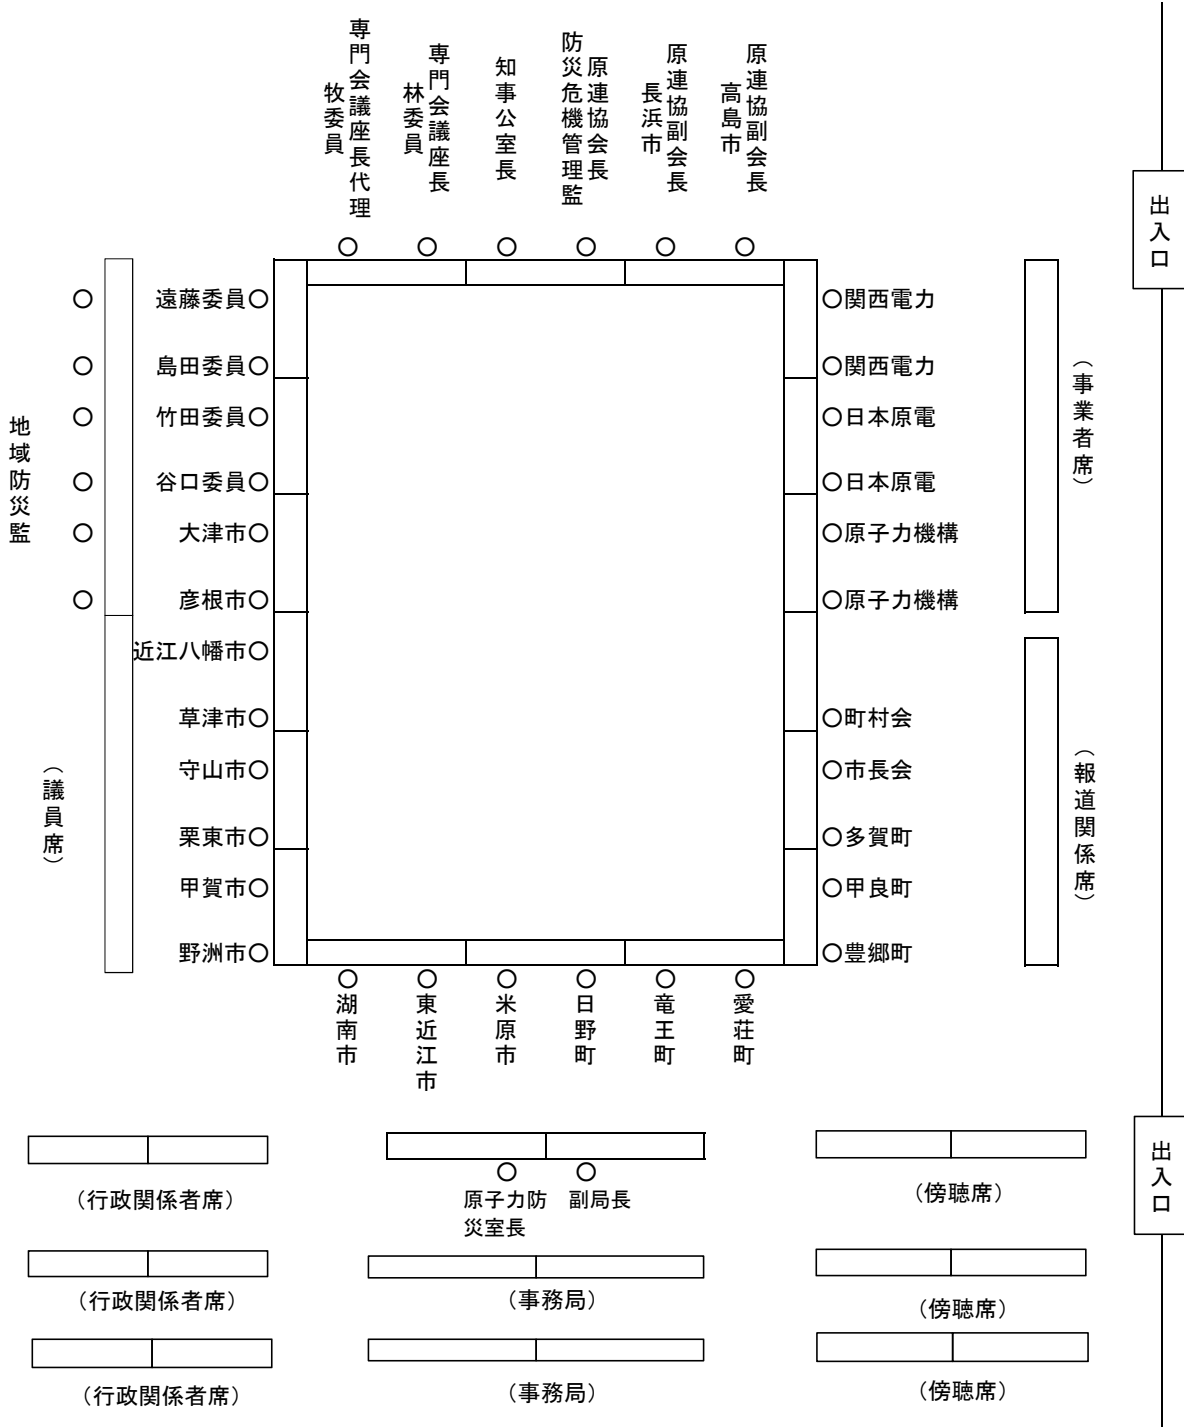 専門会議座長代理
牧委員
専門会議座長
林委員
知事公室長
原連協会長
防災危機管理監
原連協副会長
長浜市
原連協副会長
高島市
出入口
遠藤委員
島田委員
竹田委員
谷口委員
大津市
彦根市
近江八幡市
草津市
守山市
栗東市
甲賀市
野洲市
地域防災監
（議員席）
関西電力
関西電力
日本原電
日本原電
原子力機構
原子力機構
町村会
市長会
多賀町
甲良町
豊郷町
（事業者席）
（報道関係席）
湖南市
東近江市
米原市
日野町
竜王町
愛荘町
出入口
（行政関係者席）
原子力防
災室長
副局長
（傍聴席）
（行政関係者席）
（事務局）
（傍聴席）
（行政関係者席）
（事務局）
（傍聴席）